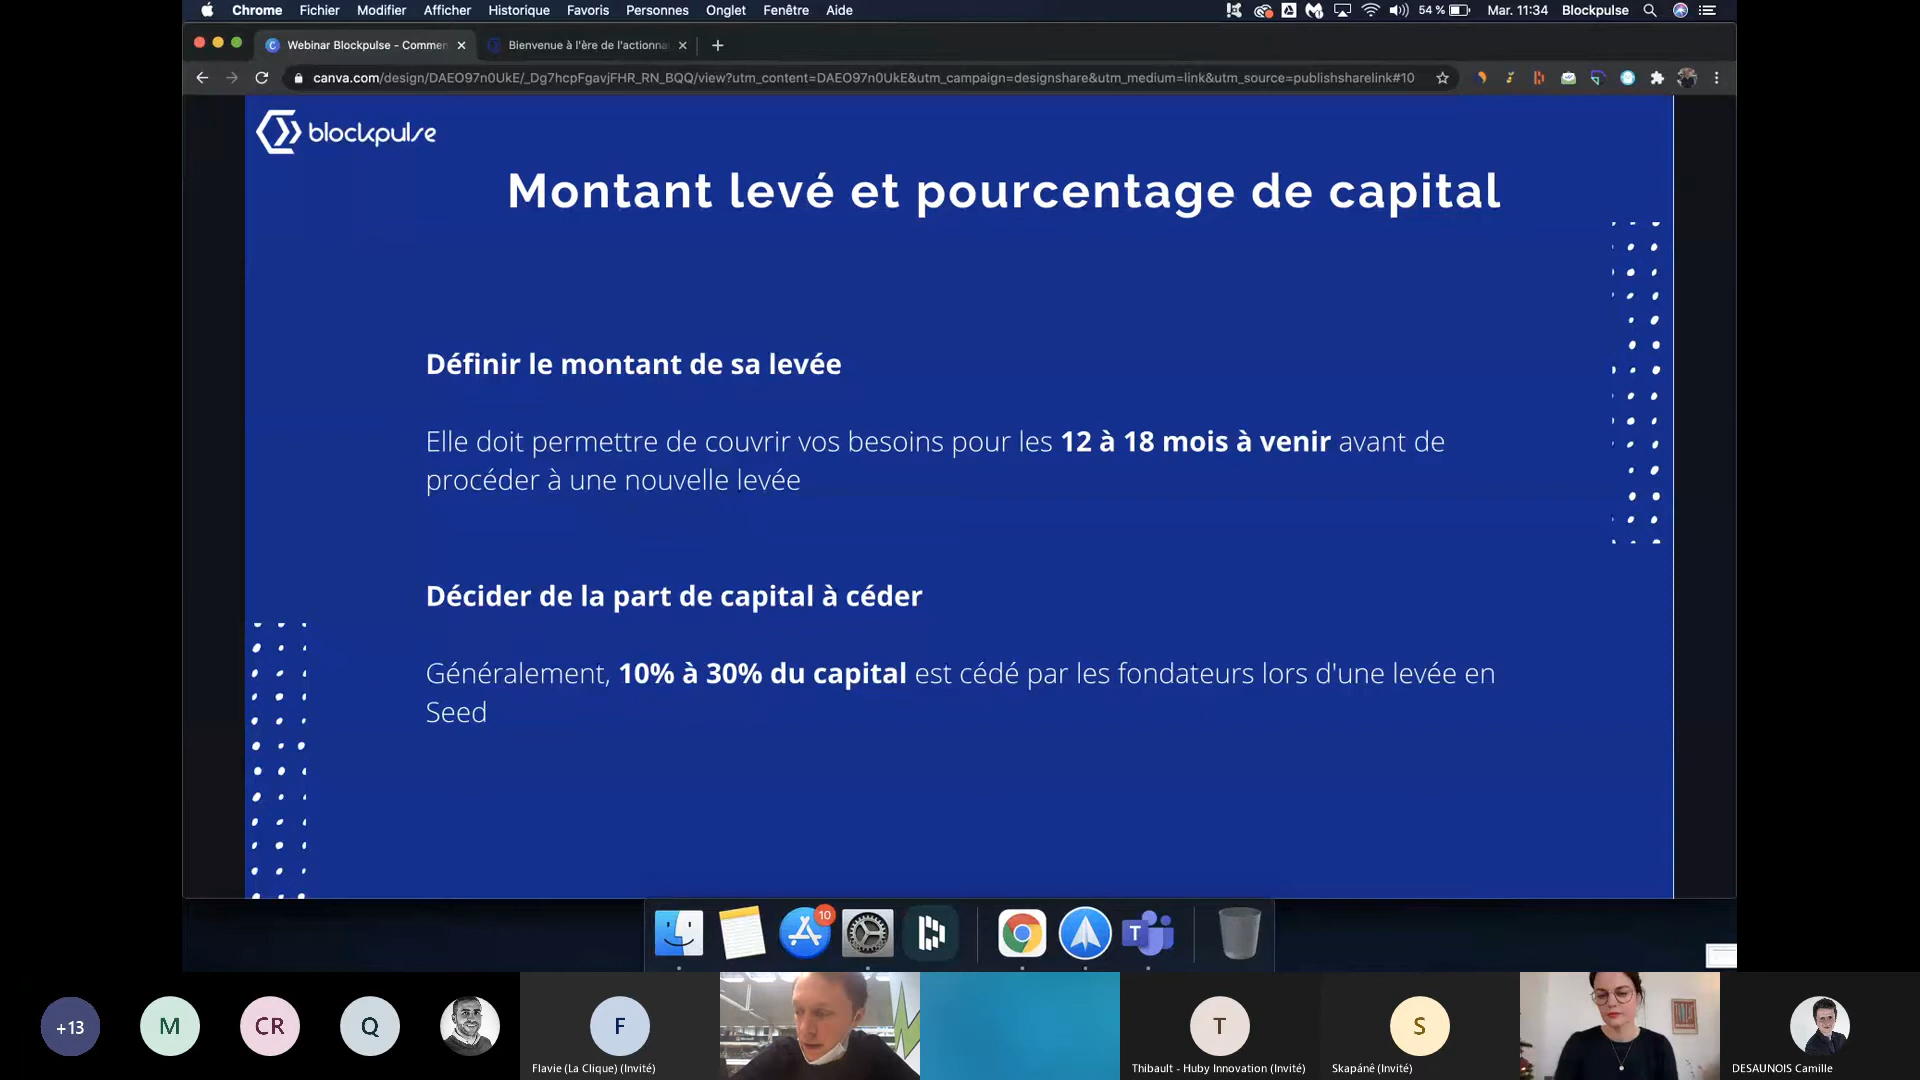 Chrome Fichier Modifier Afficher Historique Favoris Personnes Onglet Fenêtre Aide 54 % Mar. 11:34 Blockpulse
Webinar Blockpulse - Commen Bienvenue à l'ère de l'actionna
canva.com/design/DAEO97n0UkE/_Dg7hcpFgavjFHR_RN_BQQ/view?utm_content=DAEO97n0UkE&utm_campaign=designshare&utm_medium=link&utm_source=publishsharelink#10
blockpulse
Montant levé et pourcentage de capital
Définir le montant de sa levée
Elle doit permettre de couvrir vos besoins pour les 12 à 18 mois à venir avant de
procéder à une nouvelle levée
Décider de la part de capital à céder
Généralement, 10% à 30% du capital est cédé par les fondateurs lors d'une levée en
Seed
10
T
+13 M CR Q F T S
Flavie (La Clique) (Invité) Thibault - Huby Innovation (Invité) Skapánê (Invité) DESAUNOIS Camille